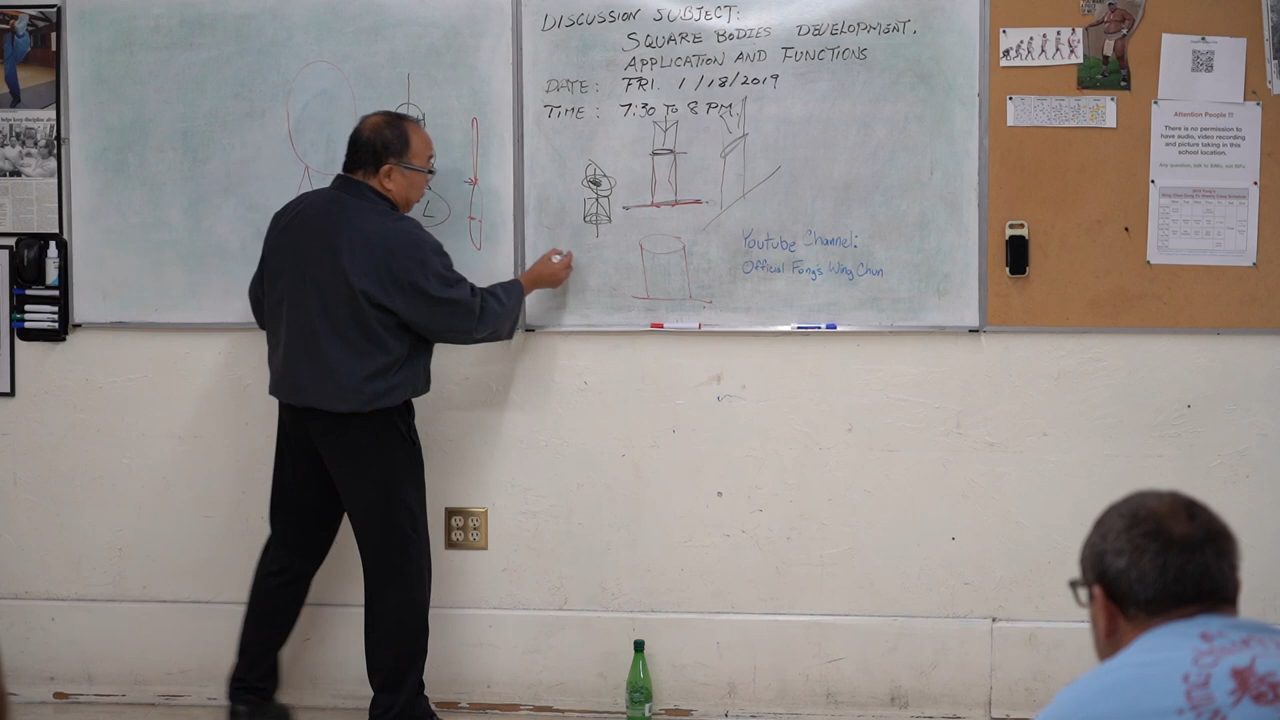 DISCUSSION SUBJECT:
SQUARE BODIES DEVELOPMENT.
APPLICATION AND FUNCTIONS
DATE: FRI. 1/18/2019
TIME: 7:30 TO 8 PM.
L
Youtube Channel:
Official Fong's Wing Chun
Attention People !!!
There is no permission to
have audio, video recording
and picture taking in this
school location.